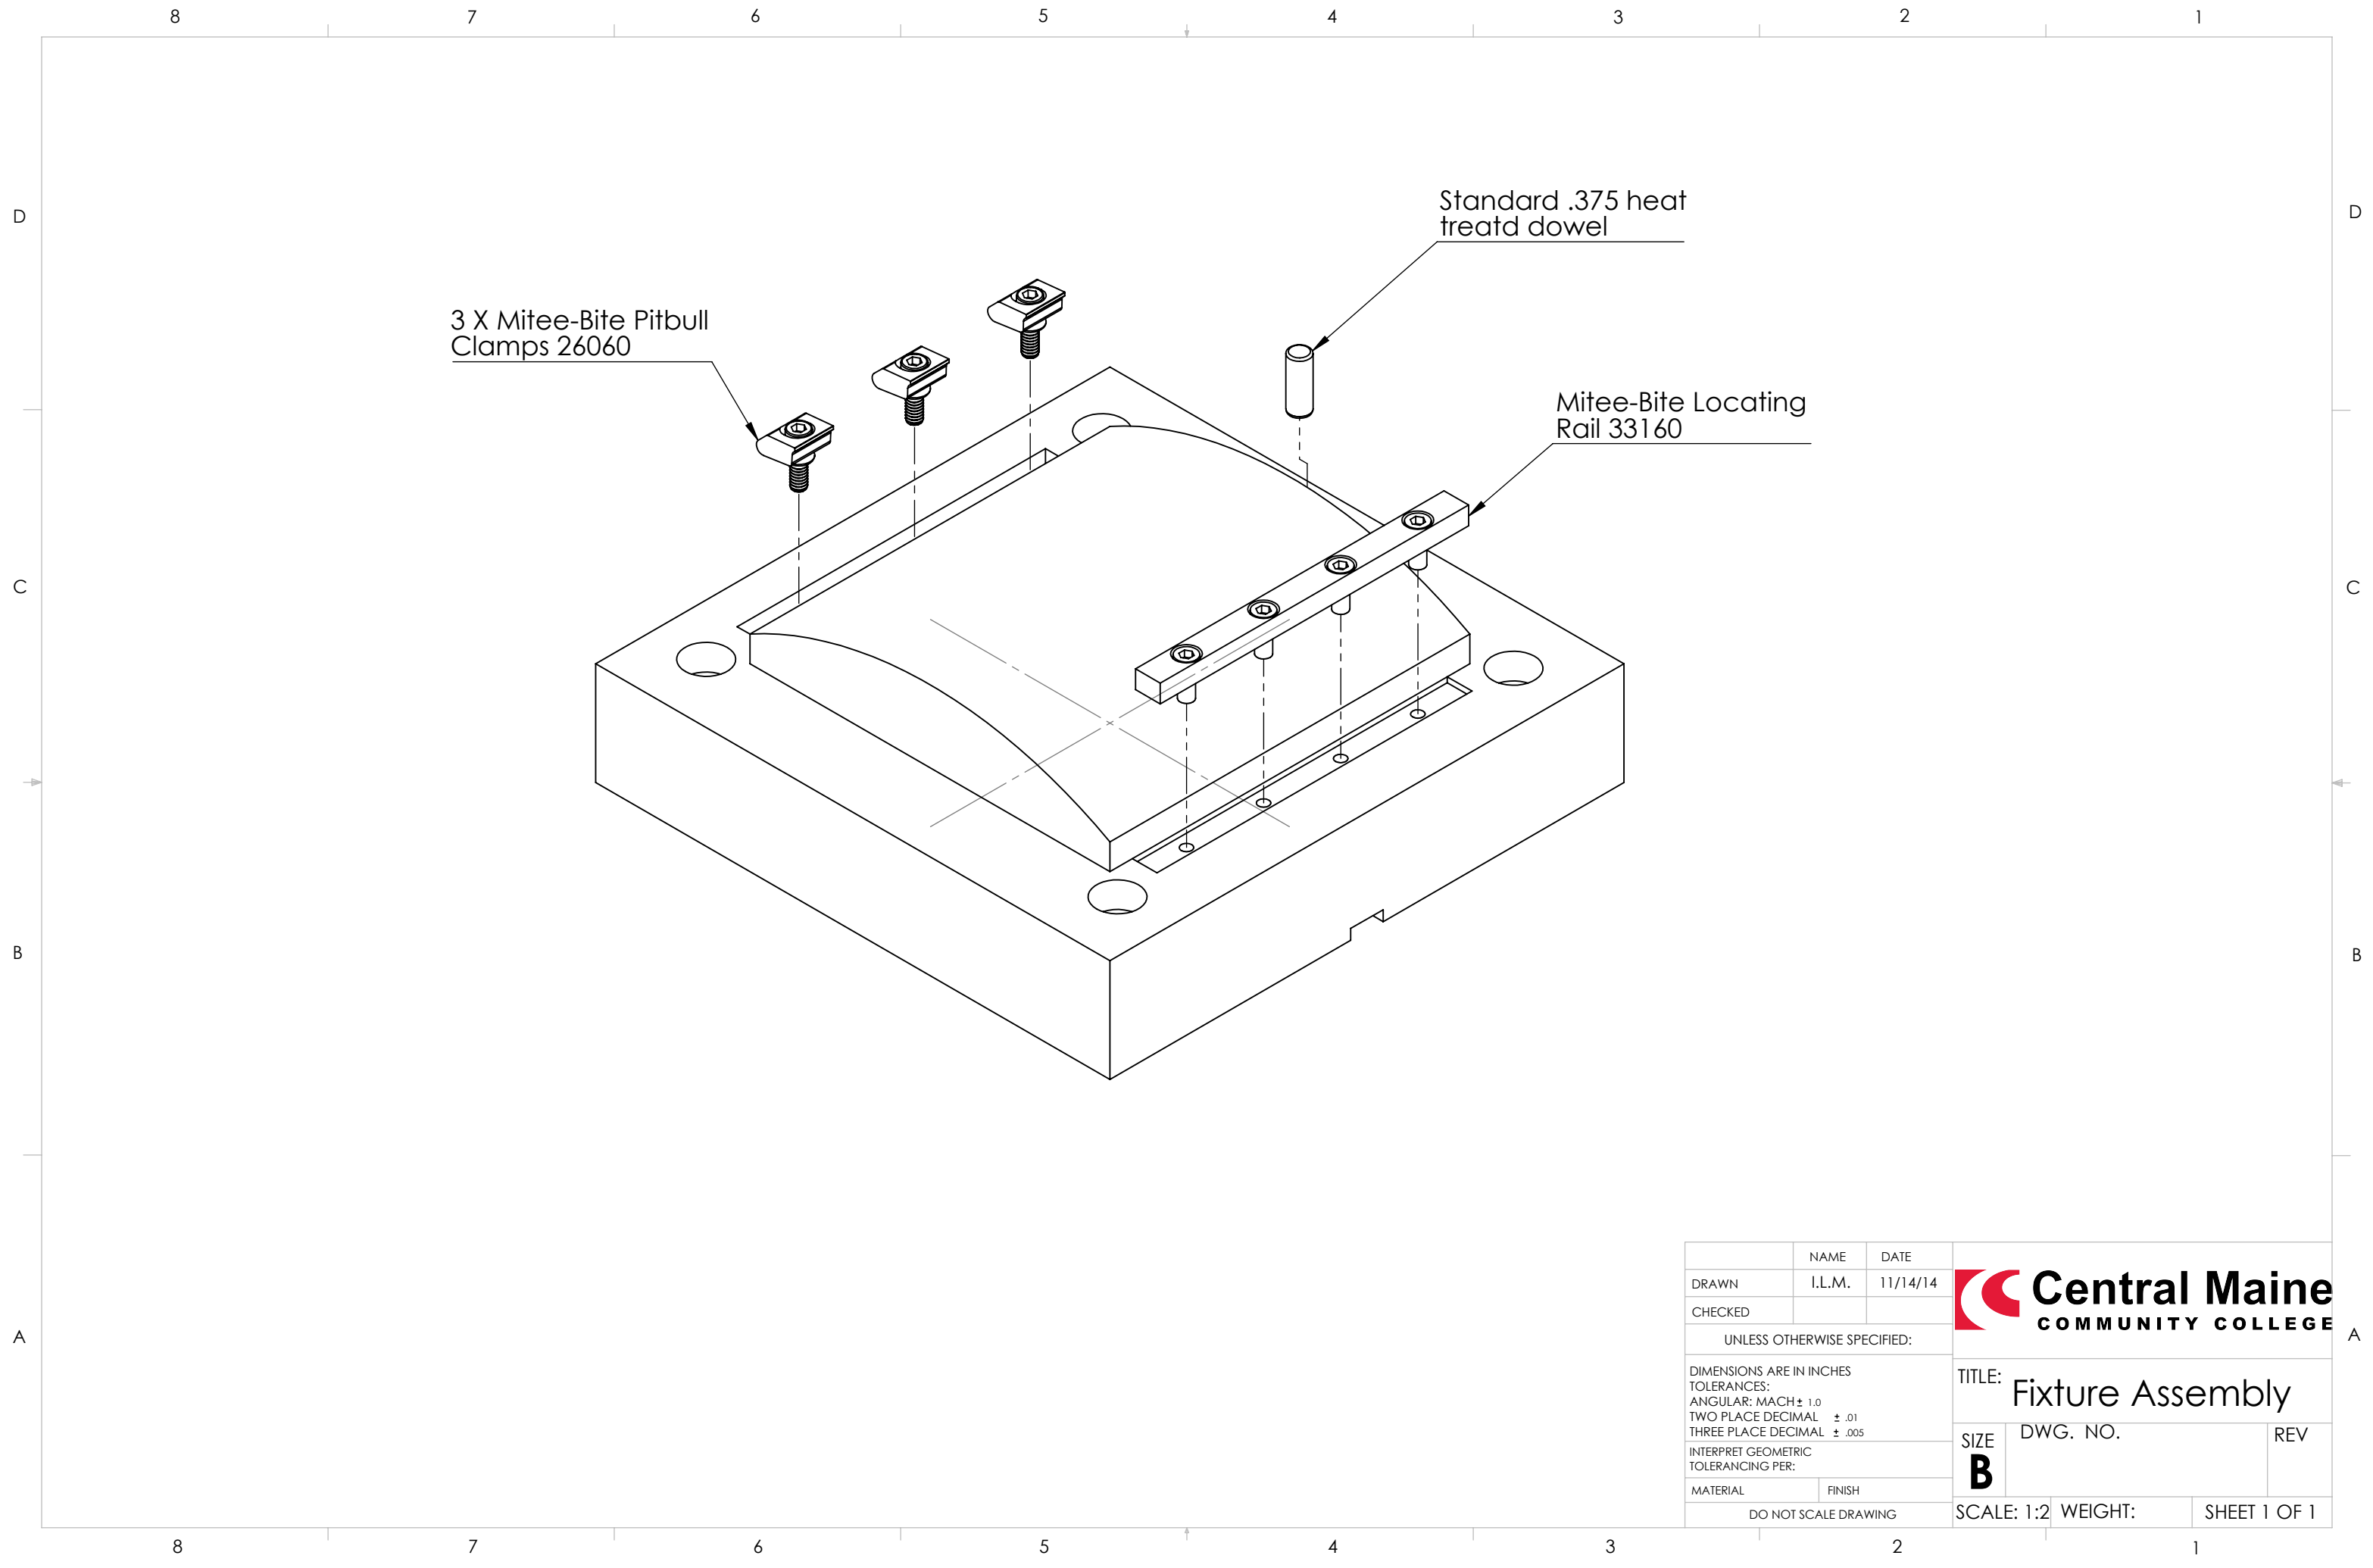 8 7 6 5 4 3 2 1
D D
Standard .375 heat
treatd dowel
3 X Mitee-Bite Pitbull
Clamps 26060
Mitee-Bite Locating
Rail 33160
C C
B B
A A
NAME DATE
DRAWN I.L.M. 11/14/14
CHECKED
UNLESS OTHERWISE SPECIFIED:
DIMENSIONS ARE IN INCHES
TOLERANCES:
ANGULAR: MACH ± 1.0
TWO PLACE DECIMAL ± .01
THREE PLACE DECIMAL ± .005
INTERPRET GEOMETRIC
TOLERANCING PER:
MATERIAL FINISH
DO NOT SCALE DRAWING
Central Maine
COMMUNITY COLLEGE
TITLE:
Fixture Assembly
SIZE DWG. NO. REV
B
SCALE: 1:2 WEIGHT: SHEET 1 OF 1
8 7 6 5 4 3 2 1